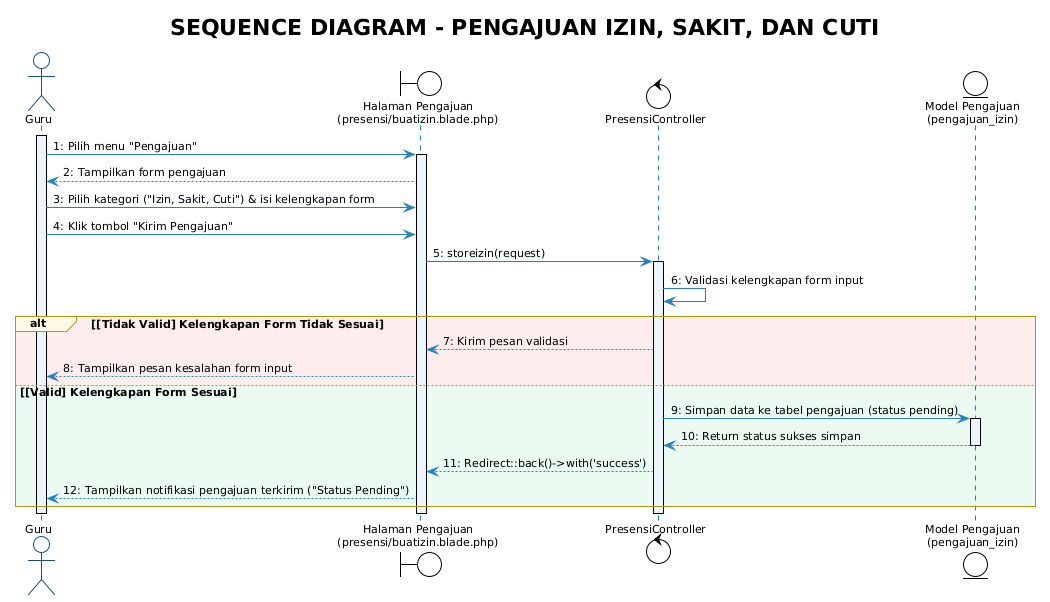 SEQUENCE DIAGRAM - PENGAJUAN IZIN, SAKIT, DAN CUTI
Guru
Halaman Pengajuan
(presensi/buatizin.blade.php)
PresensiController
Model Pengajuan
(pengajuan_izin)
1: Pilih menu "Pengajuan"
2: Tampilkan form pengajuan
3: Pilih kategori ("Izin, Sakit, Cuti") & isi kelengkapan form
4: Klik tombol "Kirim Pengajuan"
5: storeizin(request)
6: Validasi kelengkapan form input
alt
[[Tidak Valid] Kelengkapan Form Tidak Sesuai]
7: Kirim pesan validasi
8: Tampilkan pesan kesalahan form input
[[Valid] Kelengkapan Form Sesuai]
9: Simpan data ke tabel pengajuan (status pending)
10: Return status sukses simpan
11: Redirect::back()->with('success')
12: Tampilkan notifikasi pengajuan terkirim ("Status Pending")
Guru
Halaman Pengajuan
(presensi/buatizin.blade.php)
PresensiController
Model Pengajuan
(pengajuan_izin)